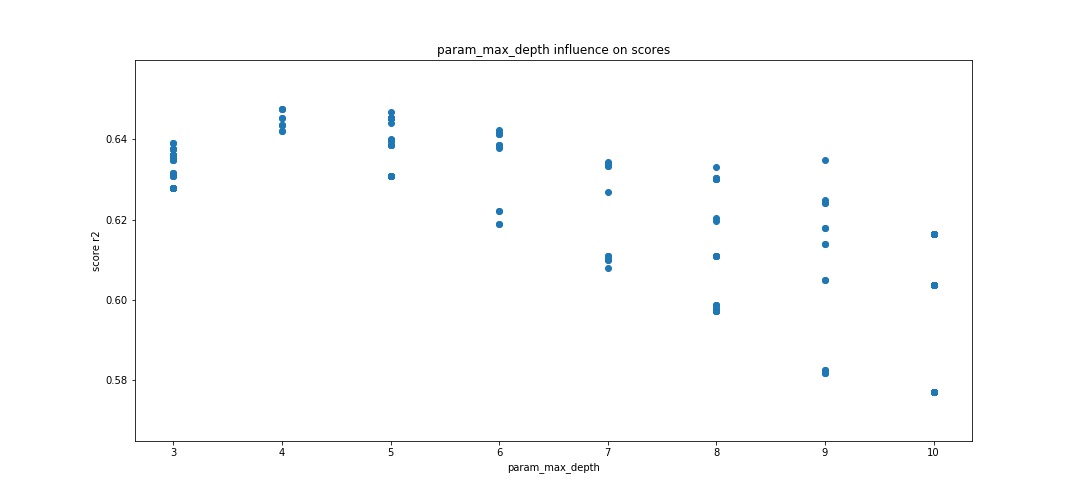 param_max_depth influence on scores
score r2
0.64
0.62
0.60
0.58
3 4 5 6 7 8 9 10
param_max_depth